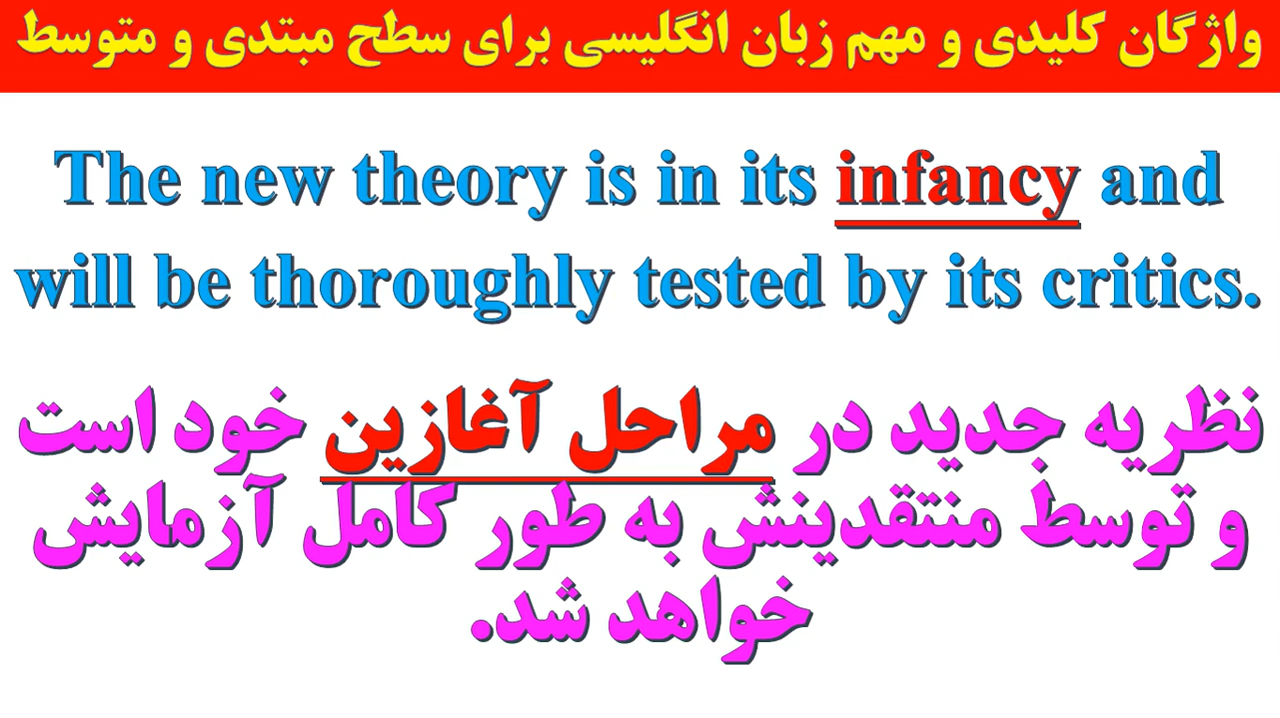 واژگان کلیدی و مهم زبان انگلیسی برای سطح مبتدی و متوسط
The new theory is in its infancy and
will be thoroughly tested by its critics.
نظریه جدید در مراحل آغازین خود است
و توسط منتقدینش به طور کامل آزمایش
خواهد شد.